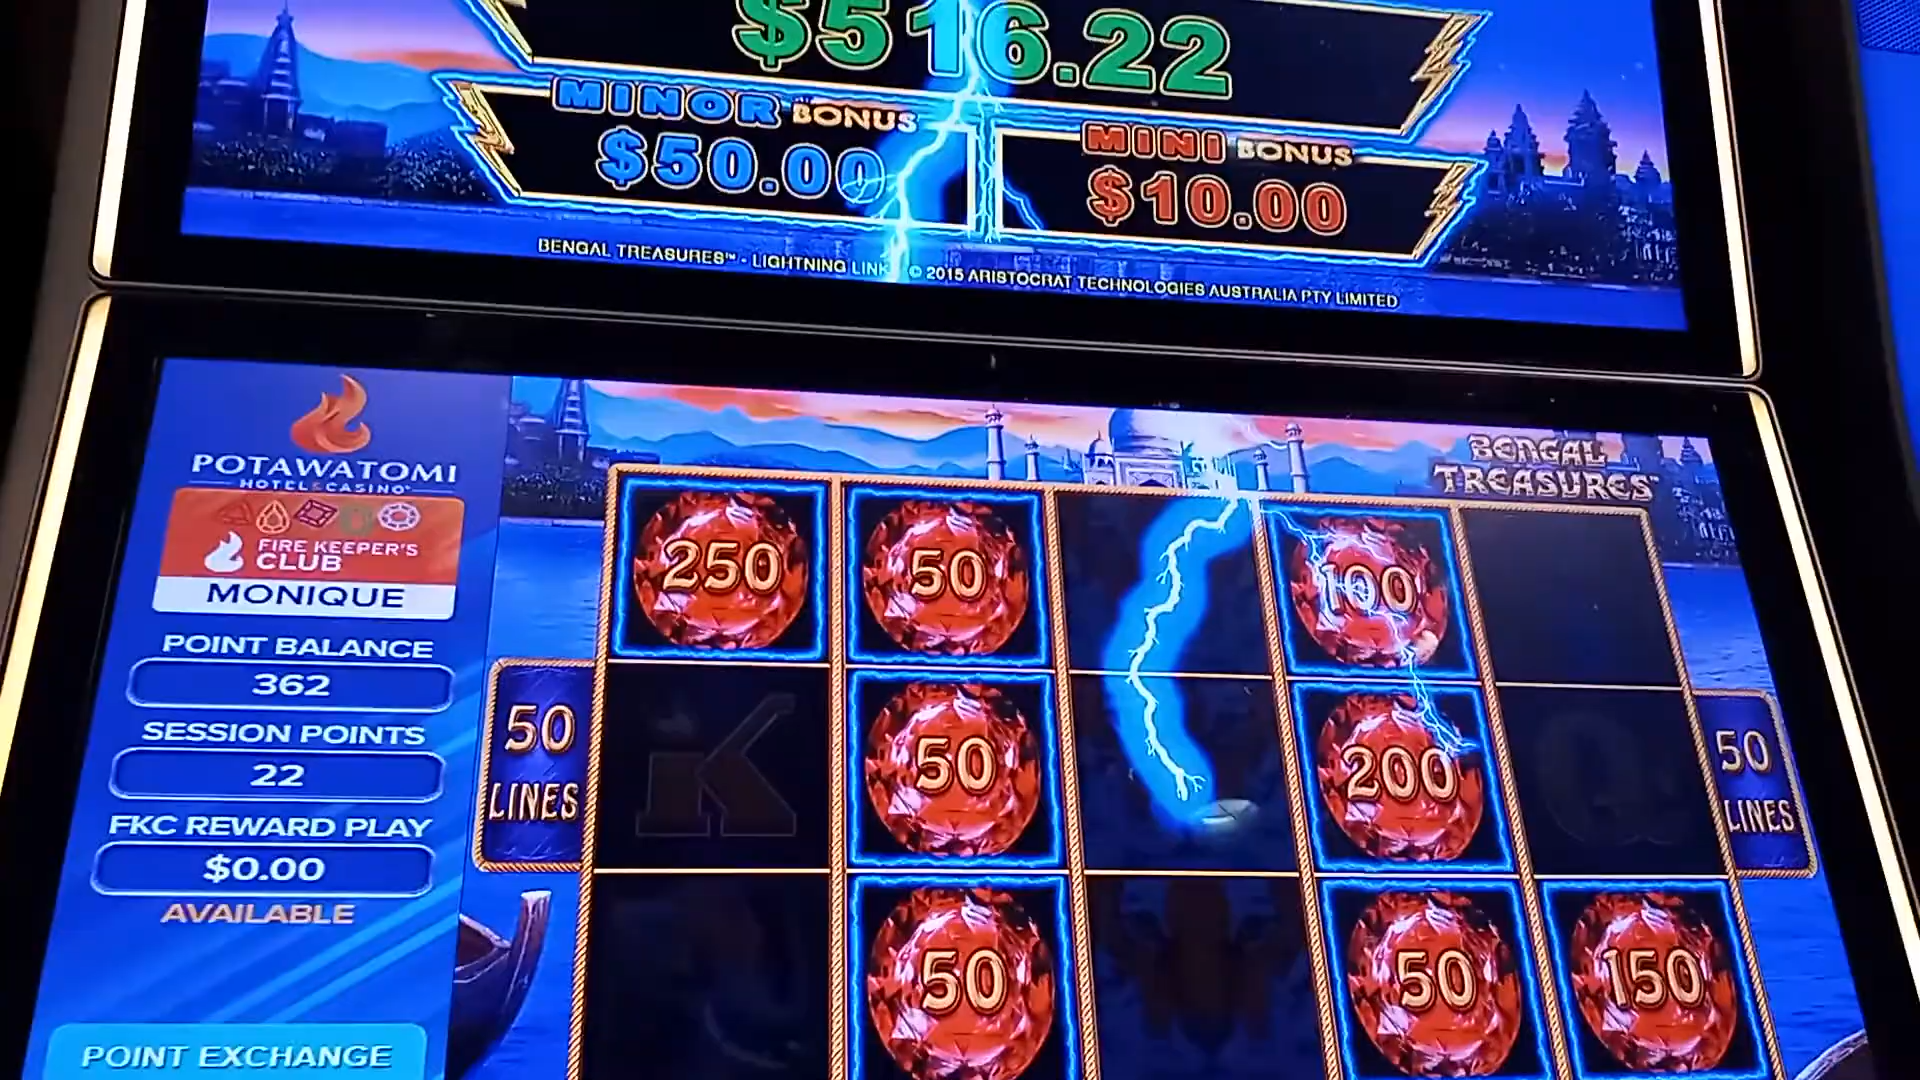 $516.22
MINOR BONUS
$50.00
MINI BONUS
$10.00
BENGAL TREASURES™ - LIGHTNING LINK © 2015 ARISTOCRAT TECHNOLOGIES AUSTRALIA PTY LIMITED
POTAWATOMI
HOTEL & CASINO
FIRE KEEPER'S
CLUB
MONIQUE
POINT BALANCE
362
SESSION POINTS
22
FKC REWARD PLAY
$0.00
AVAILABLE
POINT EXCHANGE
BENGAL
TREASURES™
250 50 100
50
LINES
K 50 200 Q
50
LINES
50 50 150